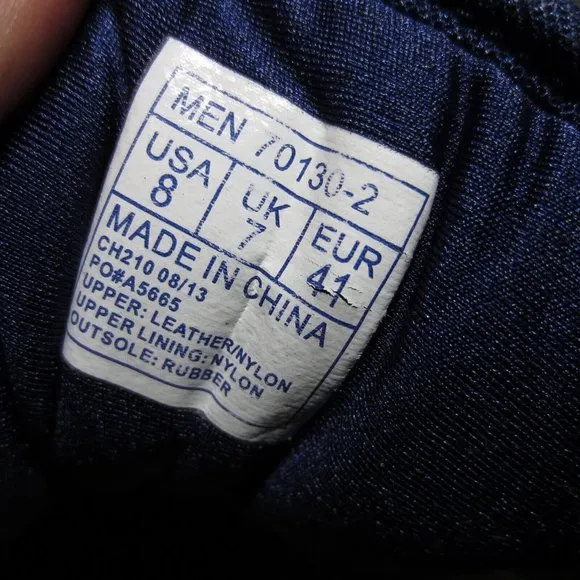 MEN 70130-2
USA UK EUR
8 7 41
MADE IN CHINA
CH210 08/13
PO#A5665
UPPER: LEATHER/NYLON
UPPER LINING: NYLON
OUTSOLE: RUBBER